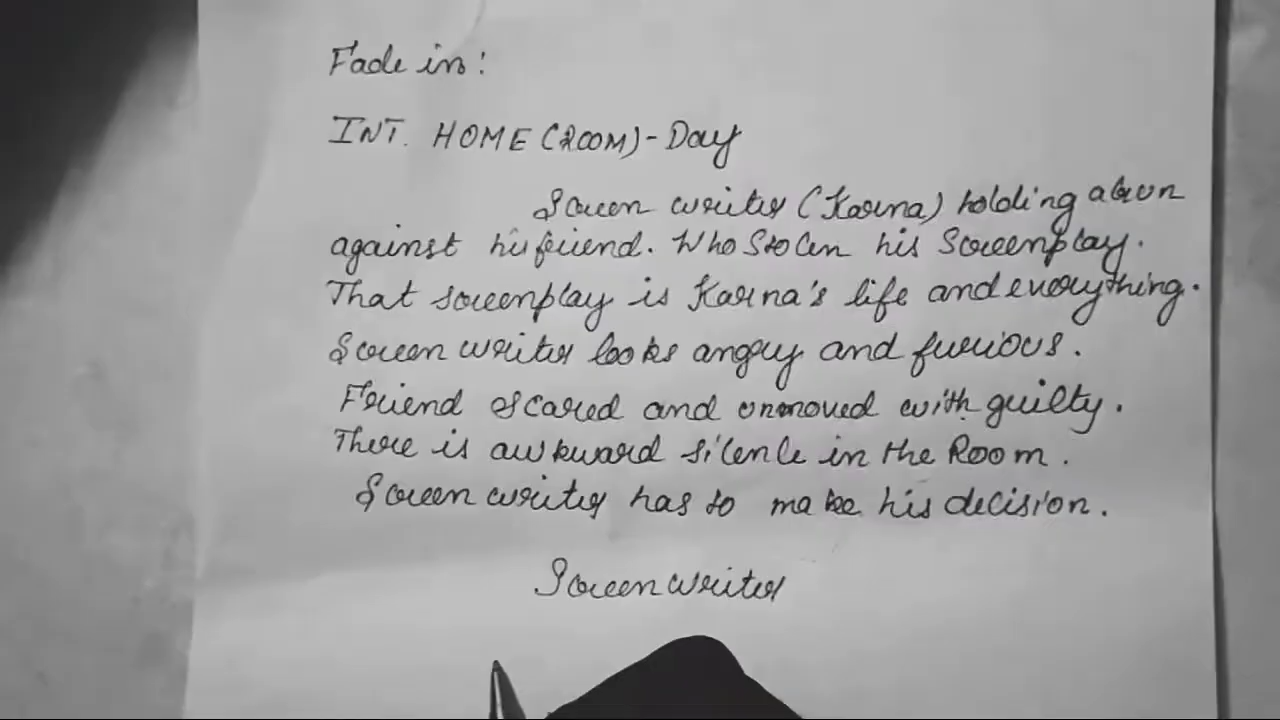 Fade in:
INT. HOME (ROOM) - Day
Screen writer (Karna) holding a Gun
against his friend. Who Stolen his Screenplay.
That screenplay is Karna's life and everything.
Screen writer looks angry and furious.
Friend scared and unmoved with guilty.
There is awkward silence in the Room.
Screen writer has to make his decision.
Screen writer